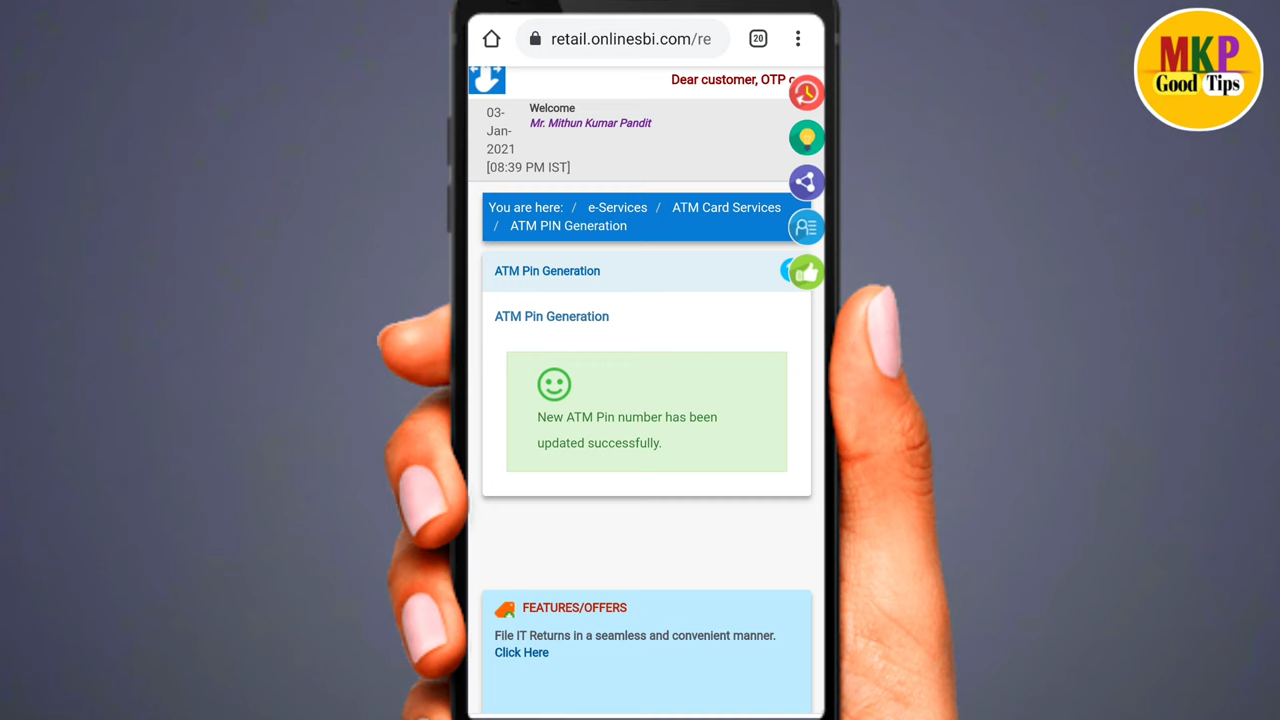 retail.onlinesbi.com/re
20
Dear customer, OTP
03-
Jan-
2021
[08:39 PM IST]
Welcome
Mr. Mithun Kumar Pandit
You are here: / e-Services / ATM Card Services
/ ATM PIN Generation
ATM Pin Generation
ATM Pin Generation
New ATM Pin number has been
updated successfully.
FEATURES/OFFERS
File IT Returns in a seamless and convenient manner.
Click Here
MKP
Good Tips